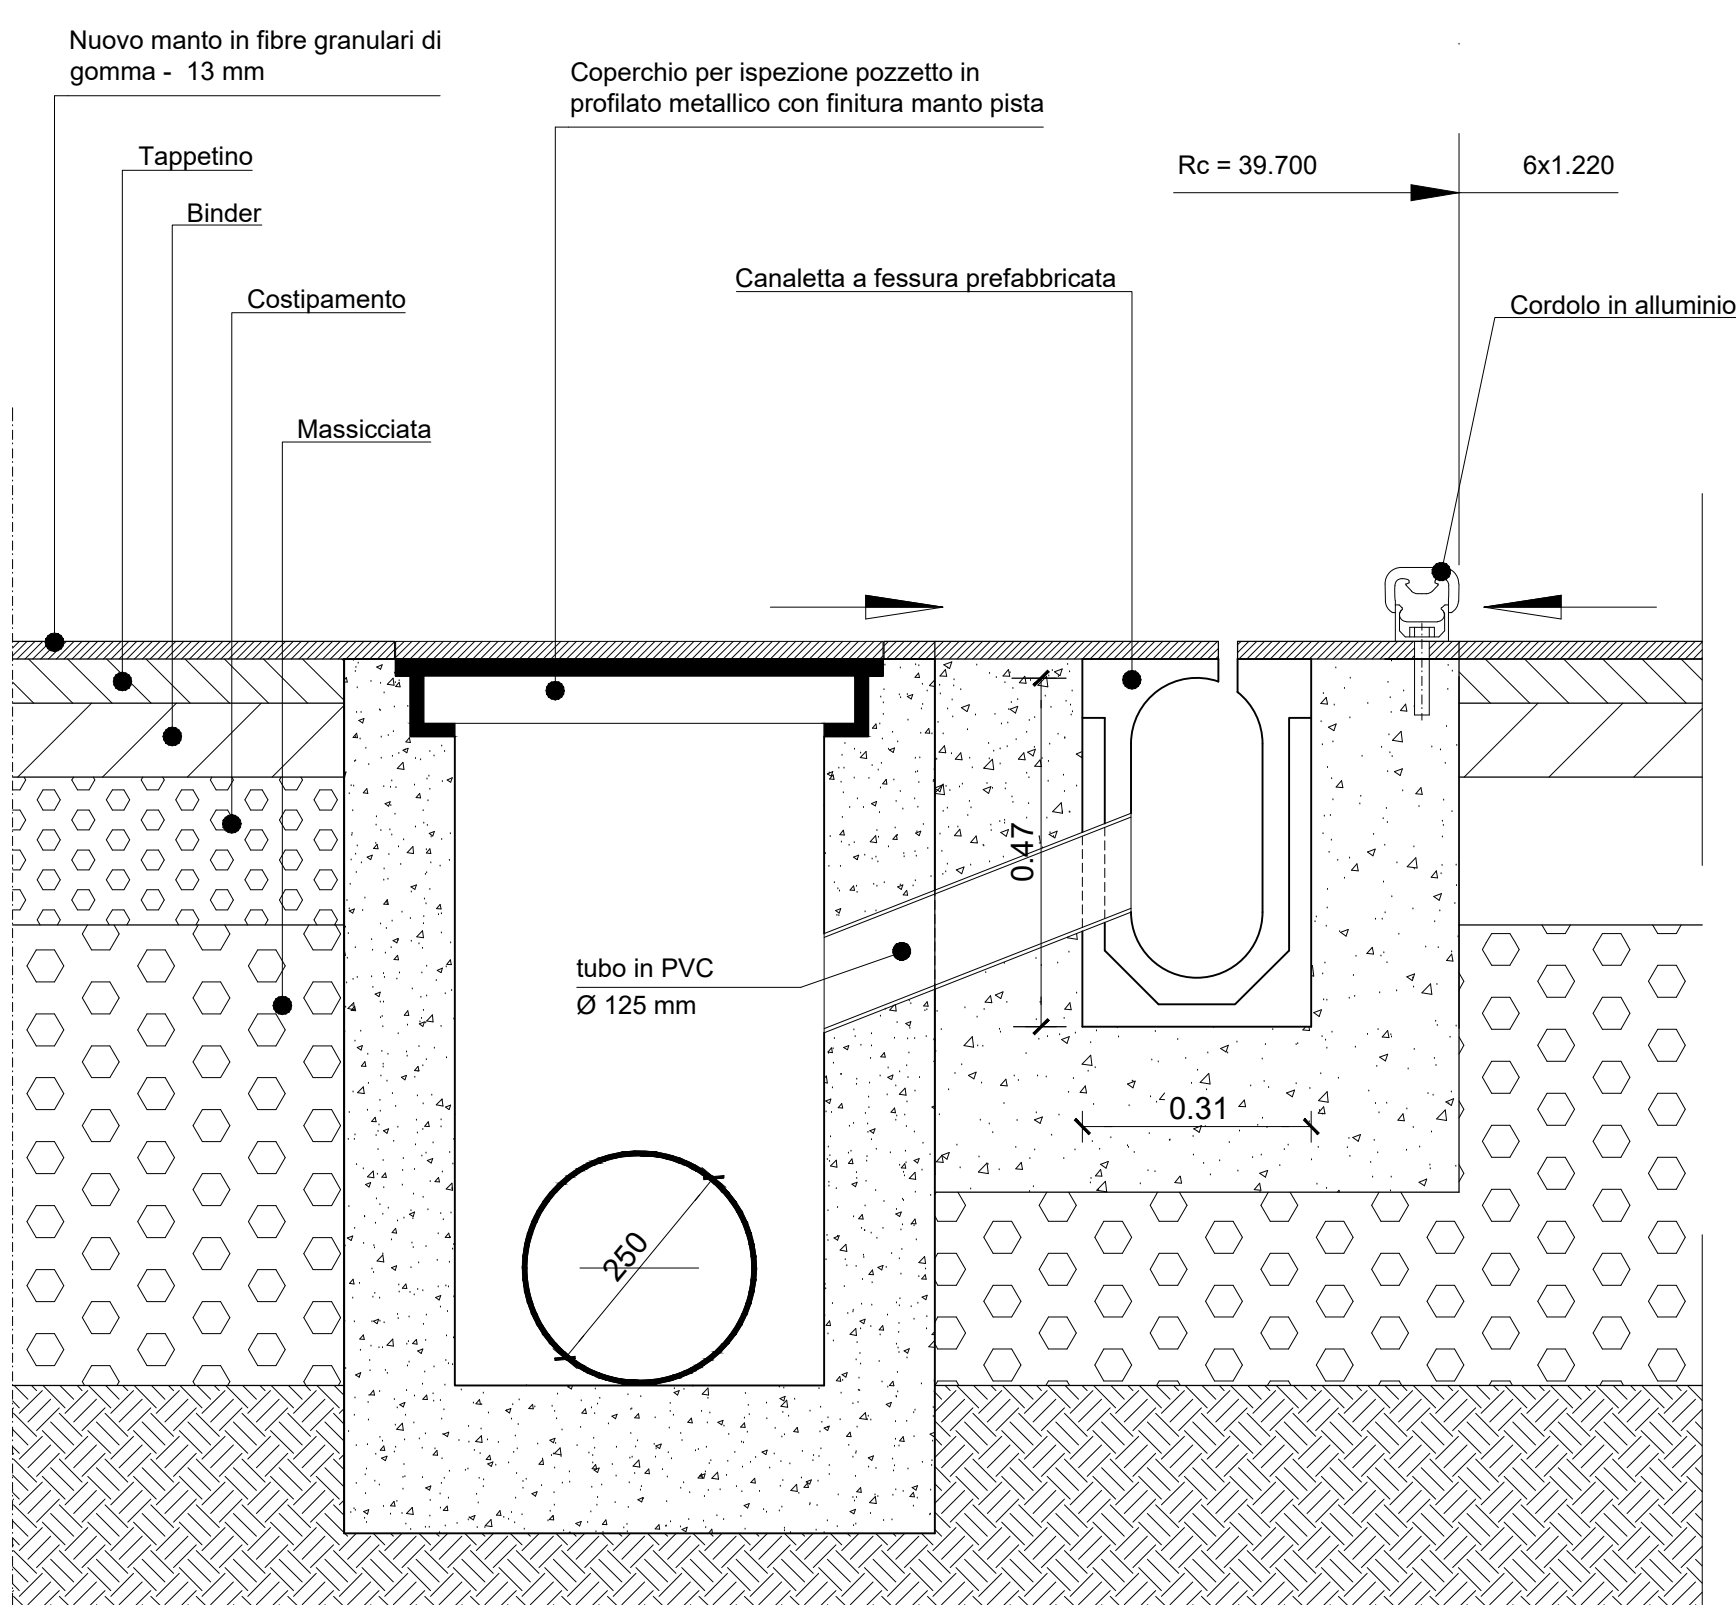 Nuovo manto in fibre granulari di
gomma - 13 mm
Coperchio per ispezione pozzetto in
profilato metallico con finitura manto pista
Tappetino
Rc = 39.700
6x1.220
Binder
Canaletta a fessura prefabbricata
Costipamento
Cordolo in alluminio
Massicciata
0.47
tubo in PVC
Ø 125 mm
0.31
250